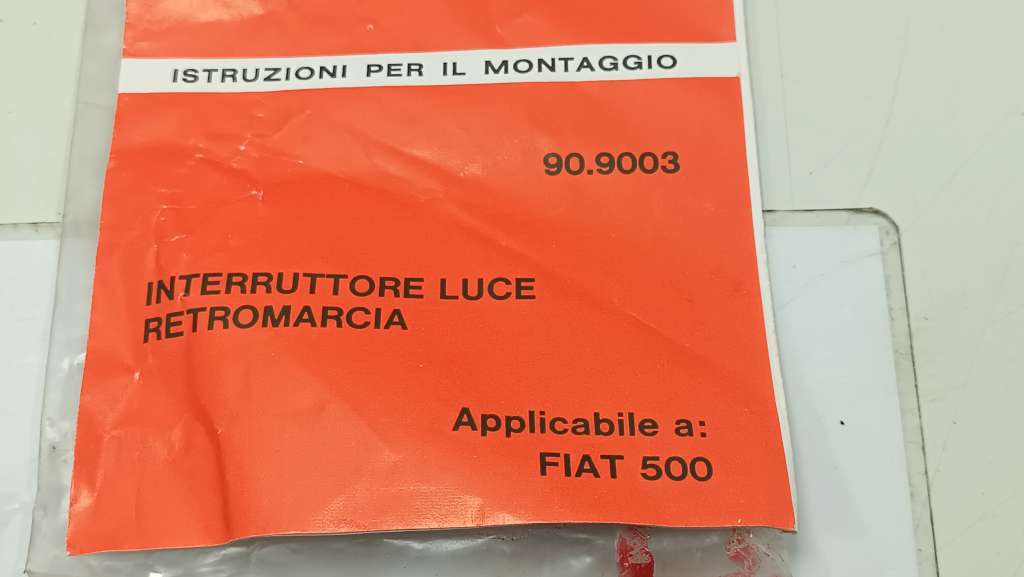 ISTRUZIONI PER IL MONTAGGIO
90.9003
INTERRUTTORE LUCE
RETROMARCIA
Applicabile a:
FIAT 500